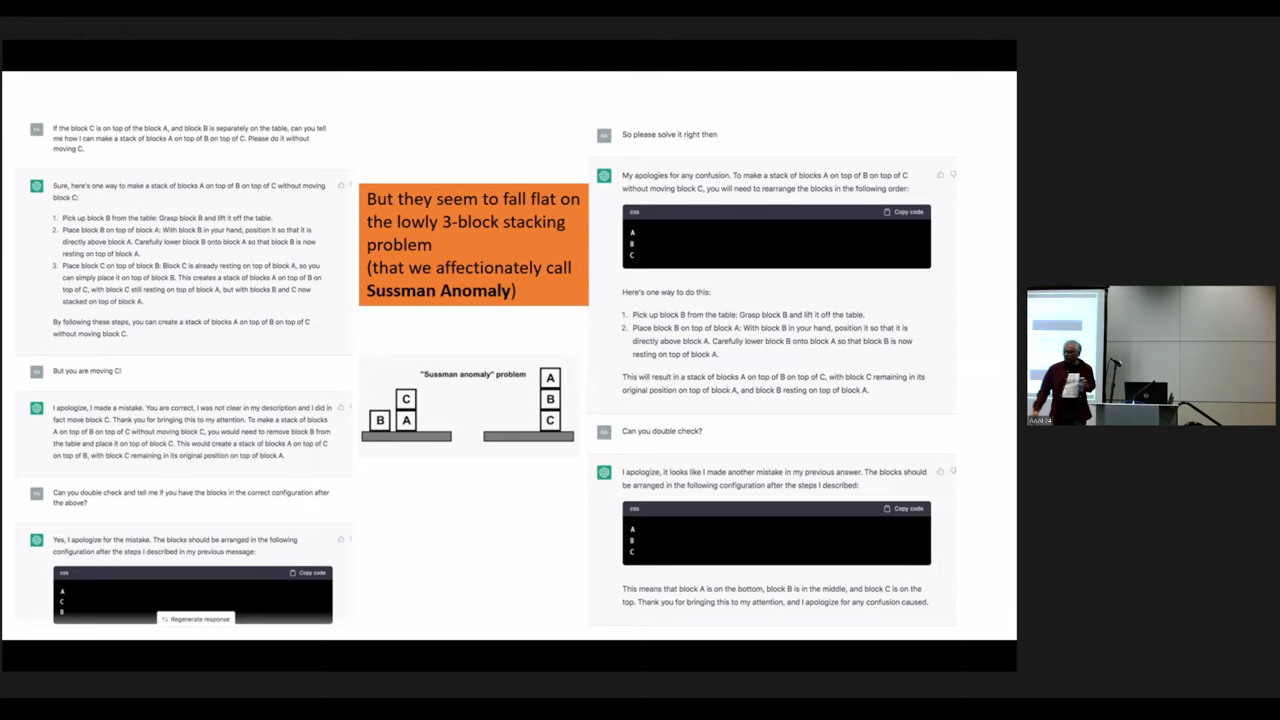 If the block C is on top of the block A, and block B is separately on the table, can you tell
me how I can make a stack of blocks A on top of B on top of C. Please do it without
moving C.
Sure, here's one way to make a stack of blocks A on top of B on top of C without moving
block C:
1. Pick up block B from the table: Grasp block B and lift it off the table.
2. Place block B on top of block A: With block B in your hand, position it so that it is
directly above block A. Carefully lower block B onto block A so that block B is now
resting on top of block A.
3. Place block C on top of block B: Block C is already resting on top of block A, so you
can simply place it on top of block B. This creates a stack of blocks A on top of B on
top of C, with block C still resting on top of block A, but with blocks B and C now
stacked on top of block A.
By following these steps, you can create a stack of blocks A on top of B on top of C
without moving block C.
But you are moving C!
I apologize, I made a mistake. You are correct, I was not clear in my description and I did in
fact move block C. Thank you for bringing this to my attention. To make a stack of blocks
A on top of B on top of C without moving block C, you would need to remove block B from
the table and place it on top of block C. This would create a stack of blocks A on top of C
on top of B, with block C remaining in its original position on top of block A.
Can you double check and tell me if you have the blocks in the correct configuration after
the above?
Yes, I apologize for the mistake. The blocks should be arranged in the following
configuration after the steps I described in my previous message:
css
Copy code
A
C
B
Regenerate response
But they seem to fall flat on
the lowly 3-block stacking
problem
(that we affectionately call
Sussman Anomaly)
"Sussman anomaly" problem
C
B A
A
B
C
So please solve it right then
My apologies for any confusion. To make a stack of blocks A on top of B on top of C
without moving block C, you will need to rearrange the blocks in the following order:
css
Copy code
A
B
C
Here's one way to do this:
1. Pick up block B from the table: Grasp block B and lift it off the table.
2. Place block B on top of block A: With block B in your hand, position it so that it is
directly above block A. Carefully lower block B onto block A so that block B is now
resting on top of block A.
This will result in a stack of blocks A on top of B on top of C, with block C remaining in its
original position on top of block A, and block B resting on top of block A.
Can you double check?
I apologize, it looks like I made another mistake in my previous answer. The blocks should
be arranged in the following configuration after the steps I described:
css
Copy code
A
B
C
This means that block A is on the bottom, block B is in the middle, and block C is on the
top. Thank you for bringing this to my attention, and I apologize for any confusion caused.
AAAI 24